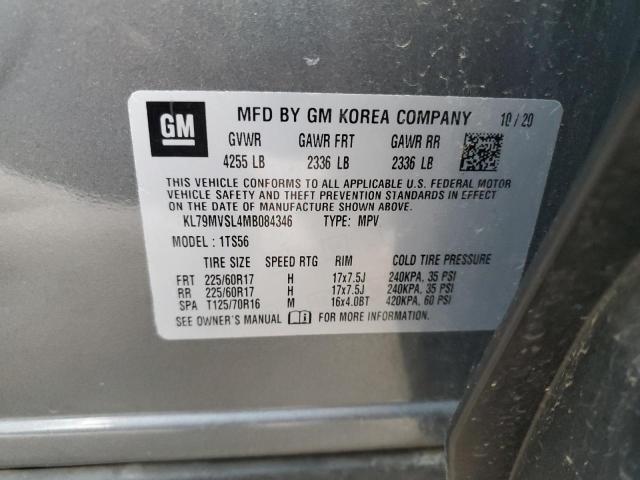 GM
MFD BY GM KOREA COMPANY 10/20
GVWR GAWR FRT GAWR RR
4255 LB 2336 LB 2336 LB
THIS VEHICLE CONFORMS TO ALL APPLICABLE U.S. FEDERAL MOTOR
VEHICLE SAFETY AND THEFT PREVENTION STANDARDS IN EFFECT
ON THE DATE OF MANUFACTURE SHOWN ABOVE.
KL79MVSL4MB084346 TYPE: MPV
MODEL: 1TS56
TIRE SIZE SPEED RTG RIM COLD TIRE PRESSURE
FRT 225/60R17 H 17x7.5J 240KPA, 35 PSI
RR 225/60R17 H 17x7.5J 240KPA, 35 PSI
SPA T125/70R16 M 16x4.0BT 420KPA, 60 PSI
SEE OWNER'S MANUAL FOR MORE INFORMATION.